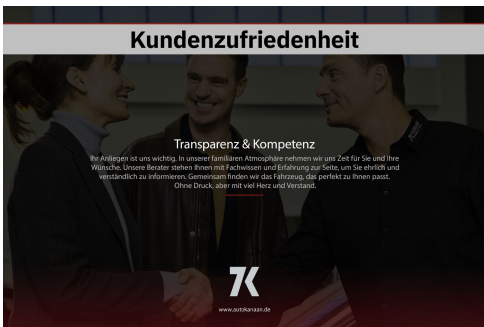 Kundenzufriedenheit
Transparenz & Kompetenz
Ihr Anliegen ist uns wichtig. In unserer familiären Atmosphäre nehmen wir uns Zeit für Sie und Ihre
Wünsche. Unsere Berater stehen Ihnen mit Fachwissen und Erfahrung zur Seite, um Sie ehrlich und
verständlich zu informieren. Gemeinsam finden wir das Fahrzeug, das perfekt zu Ihnen passt.
Ohne Druck, aber mit viel Herz und Verstand.
www.autokanaan.de